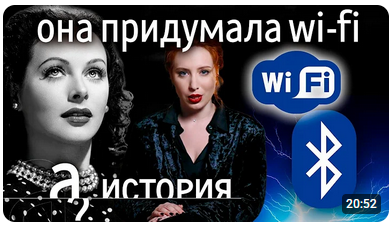 она придумала wi-fi
Wi Fi
а, история
20:52